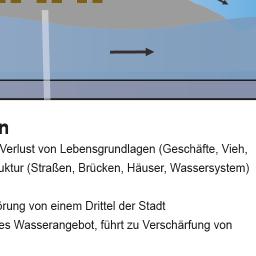 n
Verlust von Lebensgrundlagen (Geschäfte, Vieh,
uktur (Straßen, Brücken, Häuser, Wassersystem)
örung von einem Drittel der Stadt
es Wasserangebot, führt zu Verschärfung von